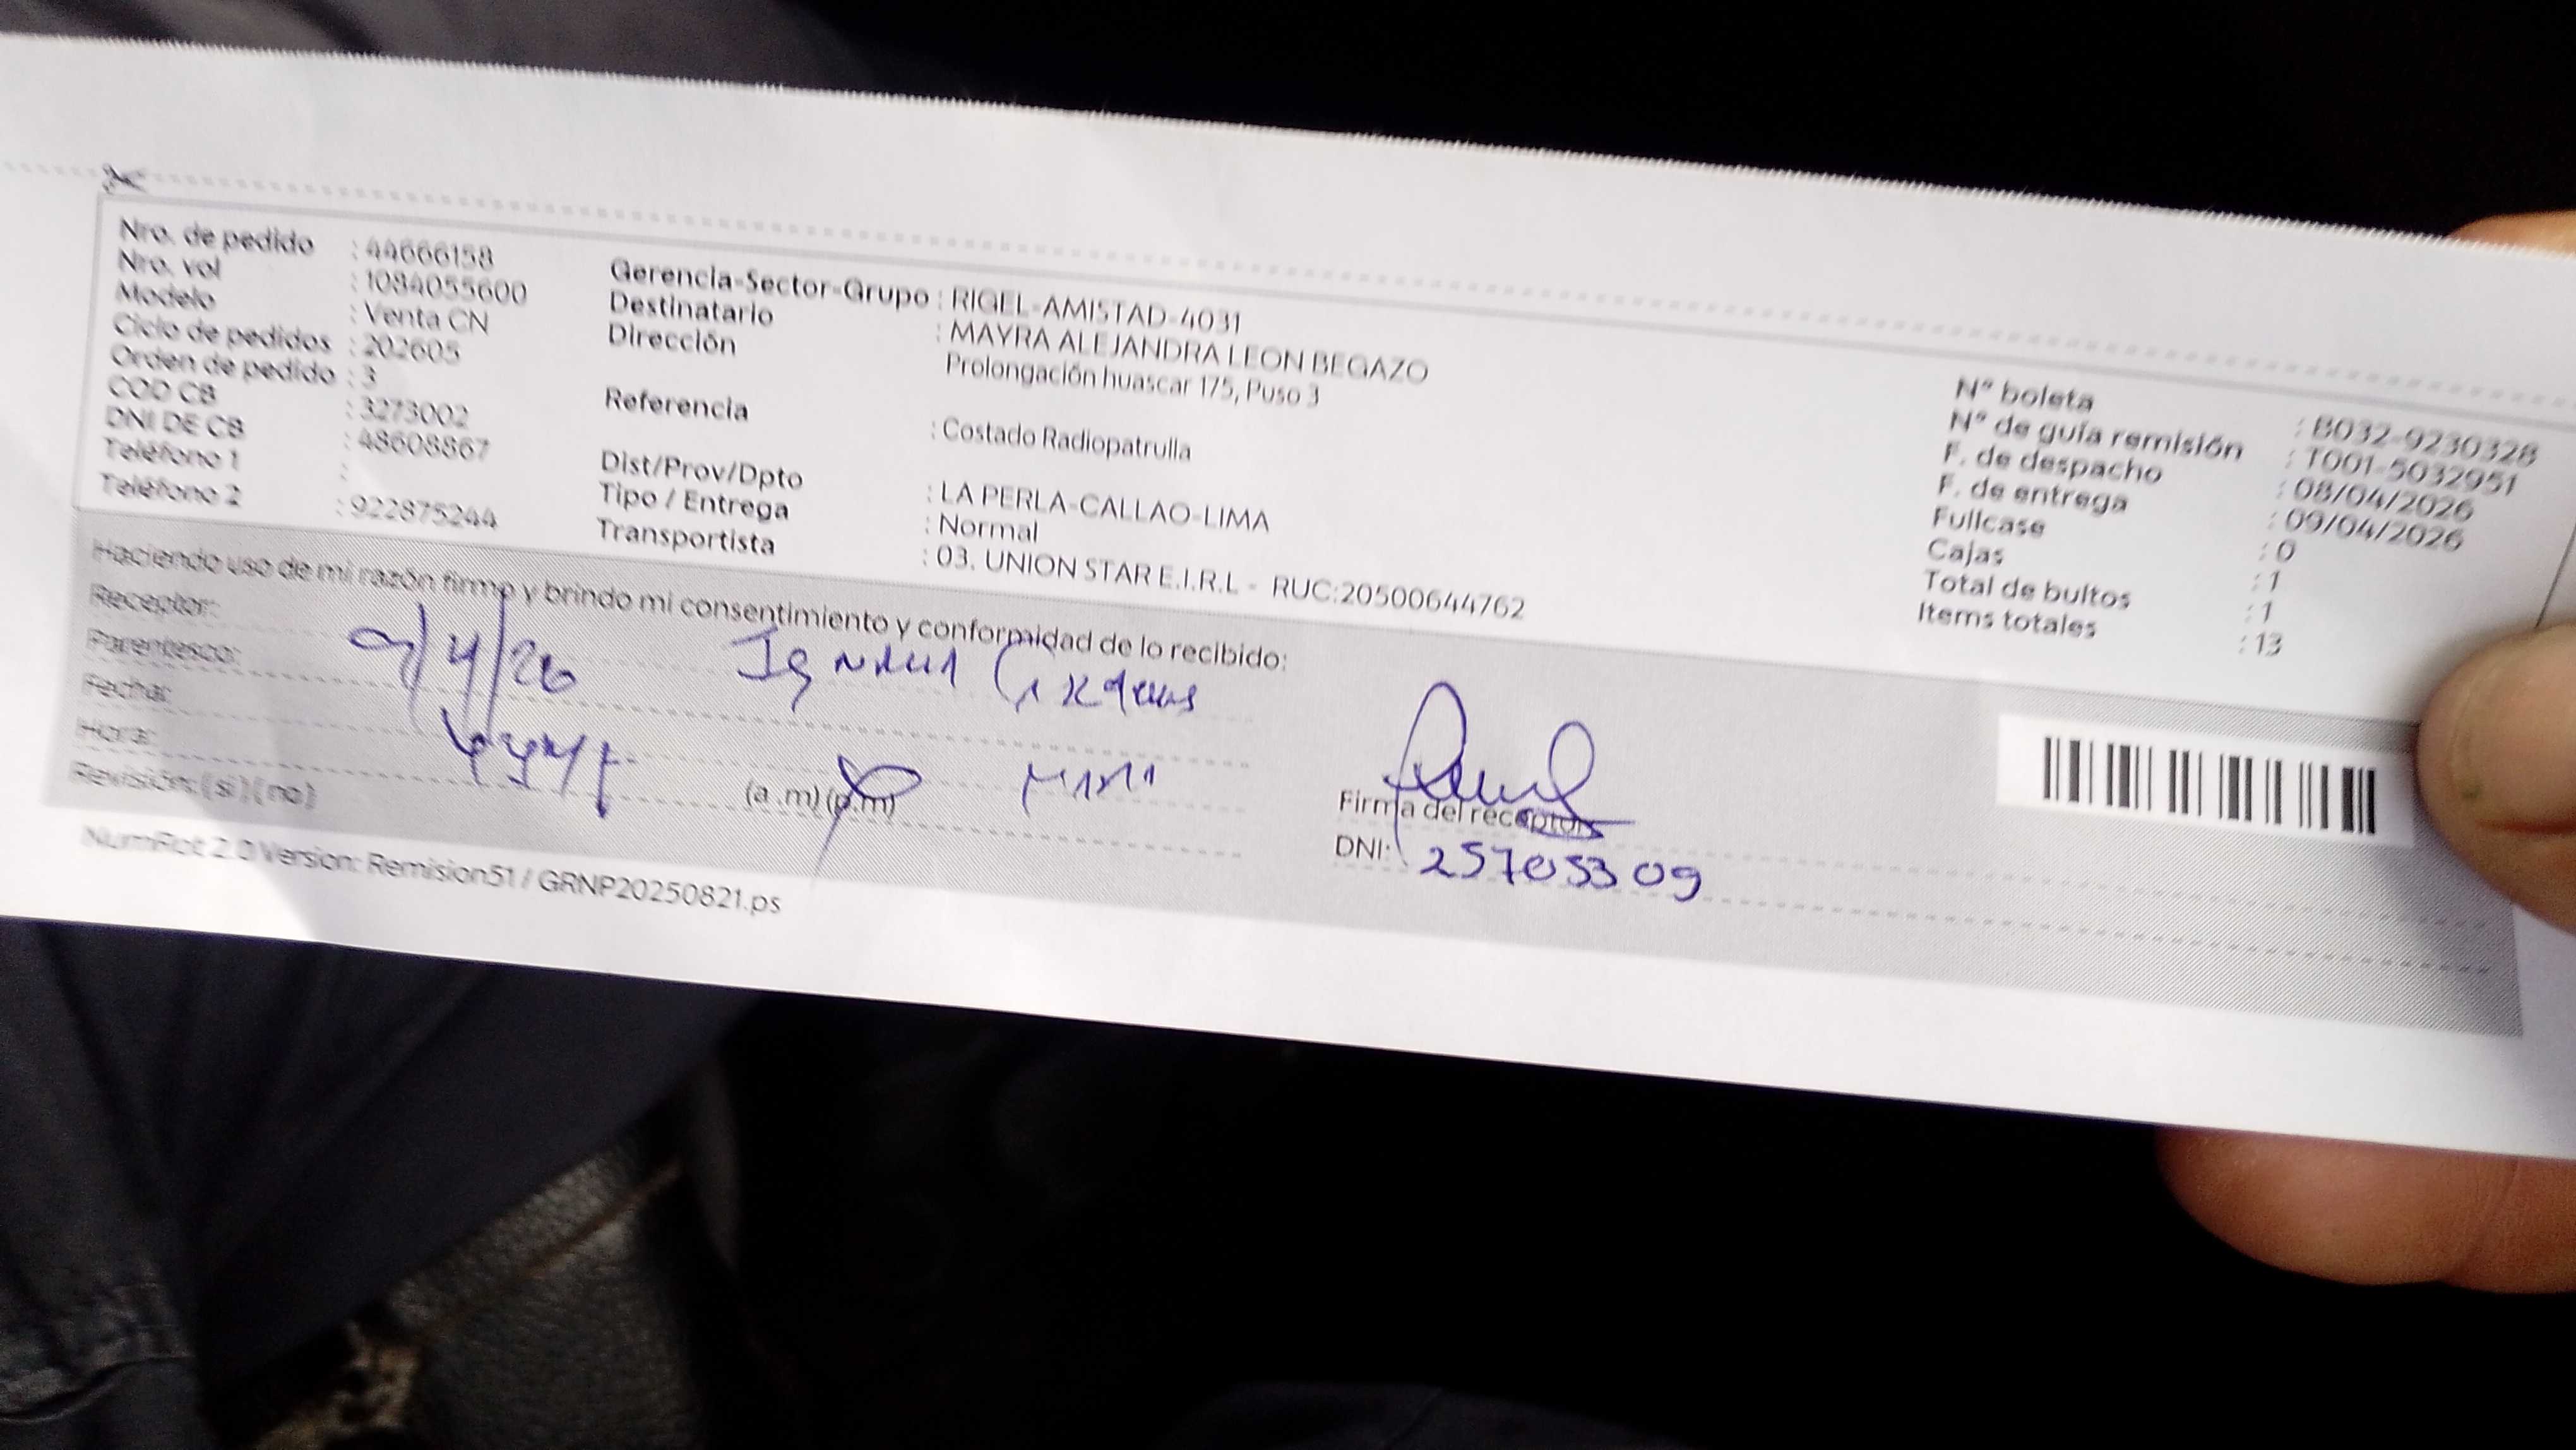 Nro. de pedido : 44666158
Nro. vol : 1084055600
Modelo : Venta CN
Ciclo de pedidos : 202605
Orden de pedido : 3
COD CB : 3273002
DNI DE CB : 48608867
Teléfono 1 :
Teléfono 2 : 922875244
Gerencia-Sector-Grupo : RIGEL-AMISTAD-4031
Destinatario : MAYRA ALEJANDRA LEON BEGAZO
Dirección Prolongación huascar 175, Puso 3
Referencia : Costado Radiopatrulla
Dist/Prov/Dpto : LA PERLA-CALLAO-LIMA
Tipo / Entrega : Normal
Transportista : 03. UNION STAR E.I.R.L - RUC:20500644762
N° boleta : B032-9230328
N° de guía remisión : T001-5032951
F. de despacho : 08/04/2026
F. de entrega : 09/04/2026
Fullcase : 0
Cajas : 1
Total de bultos : 1
Items totales : 13
Haciendo uso de mi razón firmo y brindo mi consentimiento y conformidad de lo recibido:
Receptor:
Parentesco: 9/4/26
Fecha:
Hora: (a .m) (p.m)
Revisión: ( si ) ( no )
Firma del receptor
DNI: 25705309
NumRot 2.0 Version: Remision51 / GRNP20250821.ps